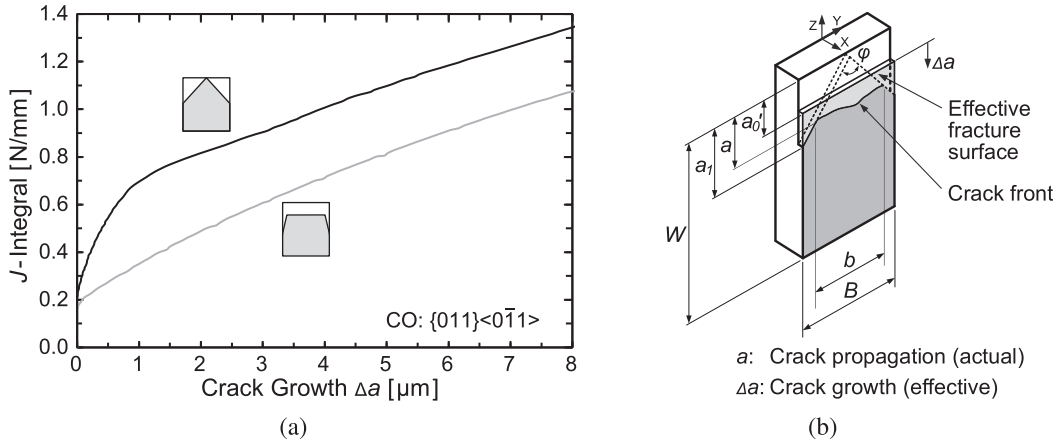 1.4
1.2
1.0
0.8
0.6
0.4
0.2
0.0
J-Integral [N/mm]
CO: {011}<01̅1>
0 1 2 3 4 5 6 7 8
Crack Growth Δa [µm]
(a)
Z
Y
X
φ
Δa
a₀'
a
a₁
W
Effective
fracture
surface
Crack front
b
B
a: Crack propagation (actual)
Δa: Crack growth (effective)
(b)